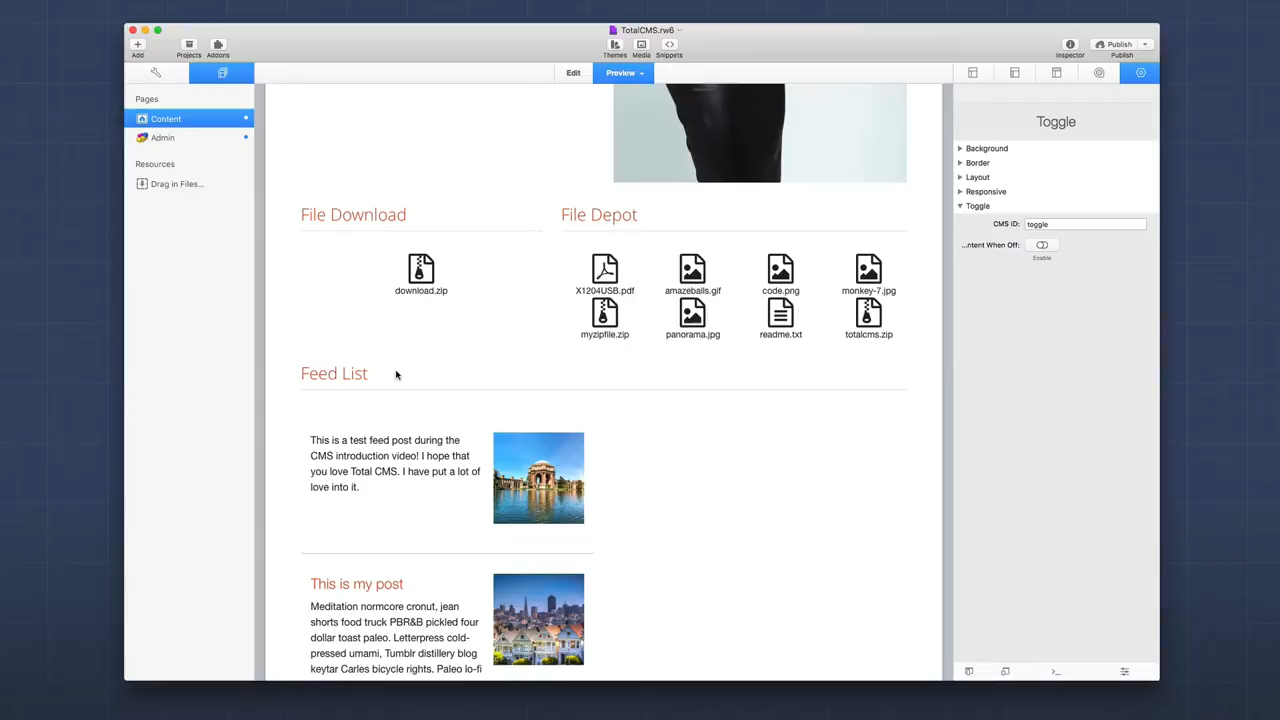 TotalCMS.rw6
Add
Projects
Addons
Themes
Media
Snippets
Inspector
Publish
Publish
Edit
Preview
Pages
Content
Admin
Resources
Drag in Files...
File Download
File Depot
download.zip
X1204USB.pdf
amazeballs.gif
code.png
monkey-7.jpg
myzipfile.zip
panorama.jpg
readme.txt
totalcms.zip
Feed List
This is a test feed post during the
CMS introduction video! I hope that
you love Total CMS. I have put a lot of
love into it.
This is my post
Meditation normcore cronut, jean
shorts food truck PBR&B pickled four
dollar toast paleo. Letterpress cold-
pressed umami, Tumblr distillery blog
keytar Carles bicycle rights. Paleo lo-fi
Toggle
Background
Border
Layout
Responsive
Toggle
CMS ID: toggle
...ntent When Off:
Enable